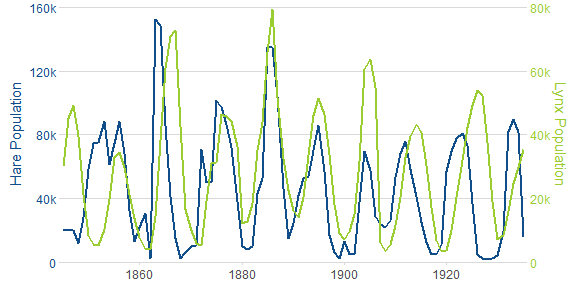 160k
80k
120k
60k
Hare Population
80k
40k
Lynx Population
40k
20k
0
0
1860
1880
1900
1920